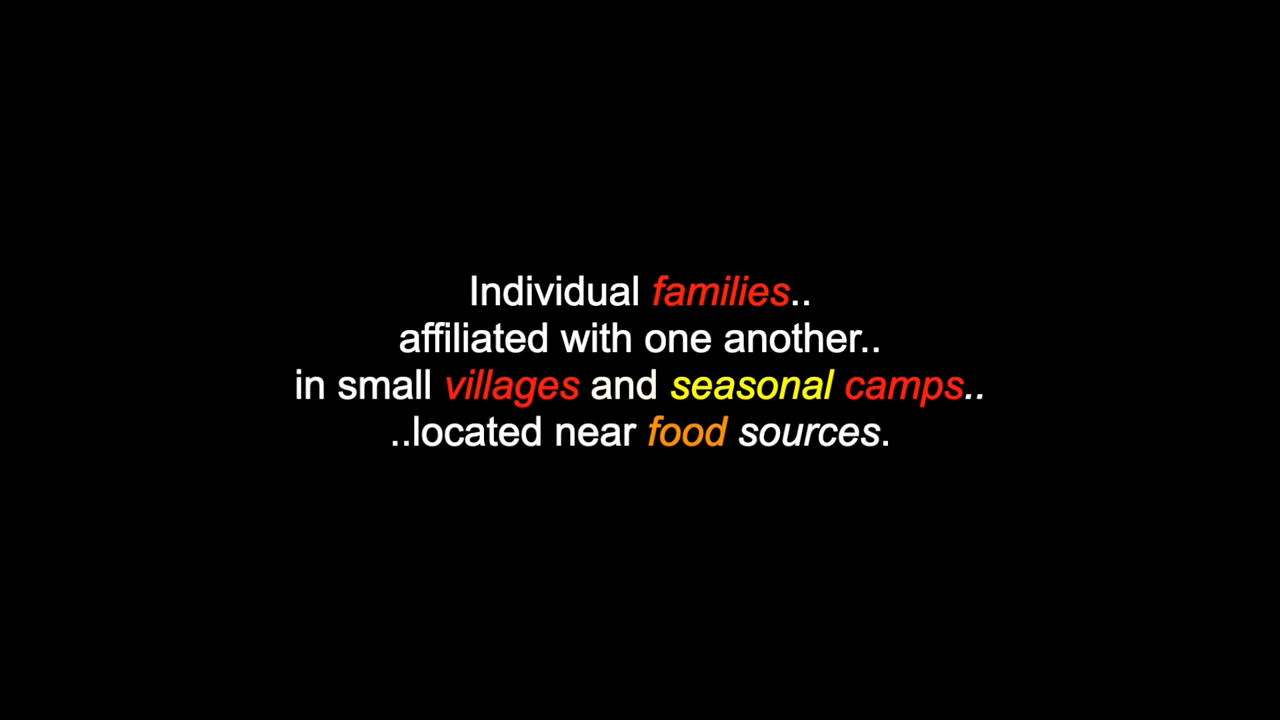 Individual families..
affiliated with one another..
in small villages and seasonal camps..
..located near food sources.